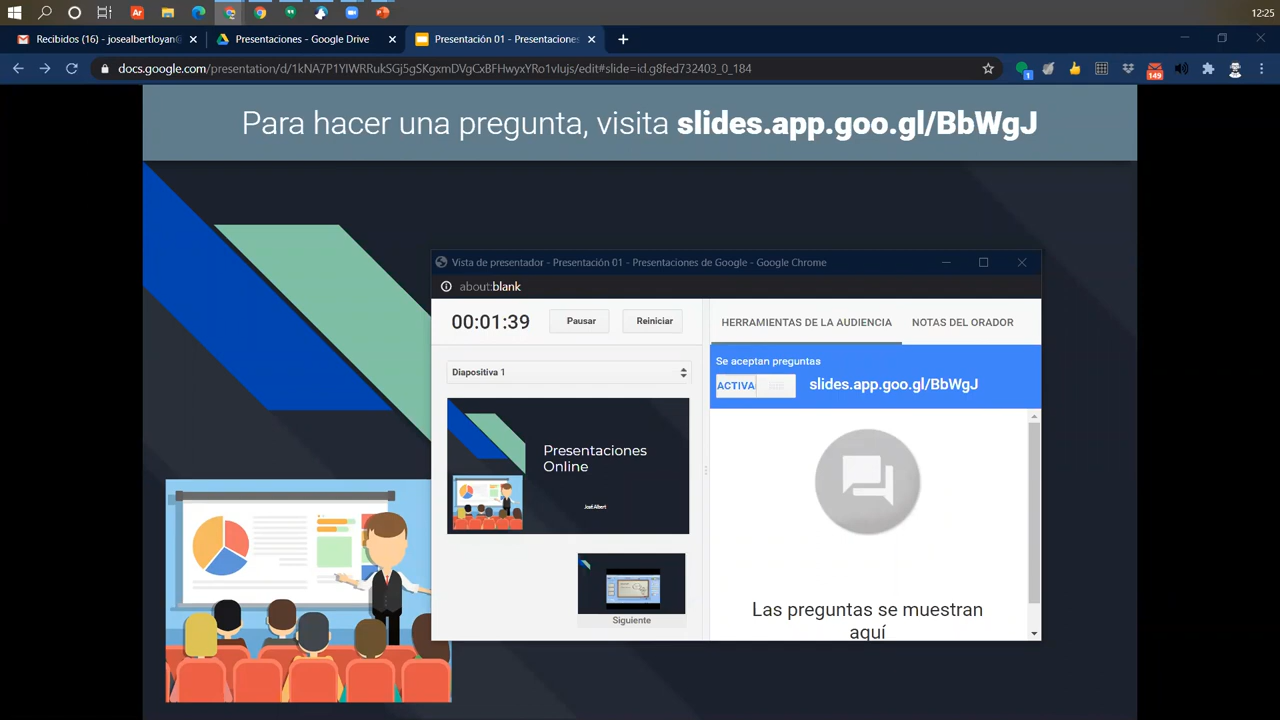 12:25
Recibidos (16) - josealbertloyan@
Presentaciones - Google Drive
Presentación 01 - Presentaciones
docs.google.com/presentation/d/1kNA7P1YIWRRukSGj5gSKgxmDVgCxBFHwyxYRo1vIujs/edit#slide=id.g8fed732403_0_184
1
149
Para hacer una pregunta, visita slides.app.goo.gl/BbWgJ
Vista de presentador - Presentación 01 - Presentaciones de Google - Google Chrome
about:blank
00:01:39
Pausar
Reiniciar
HERRAMIENTAS DE LA AUDIENCIA
NOTAS DEL ORADOR
Se aceptan preguntas
ACTIVA
slides.app.goo.gl/BbWgJ
Diapositiva 1
Presentaciones
Online
José Albert
Siguiente
Las preguntas se muestran
aquí